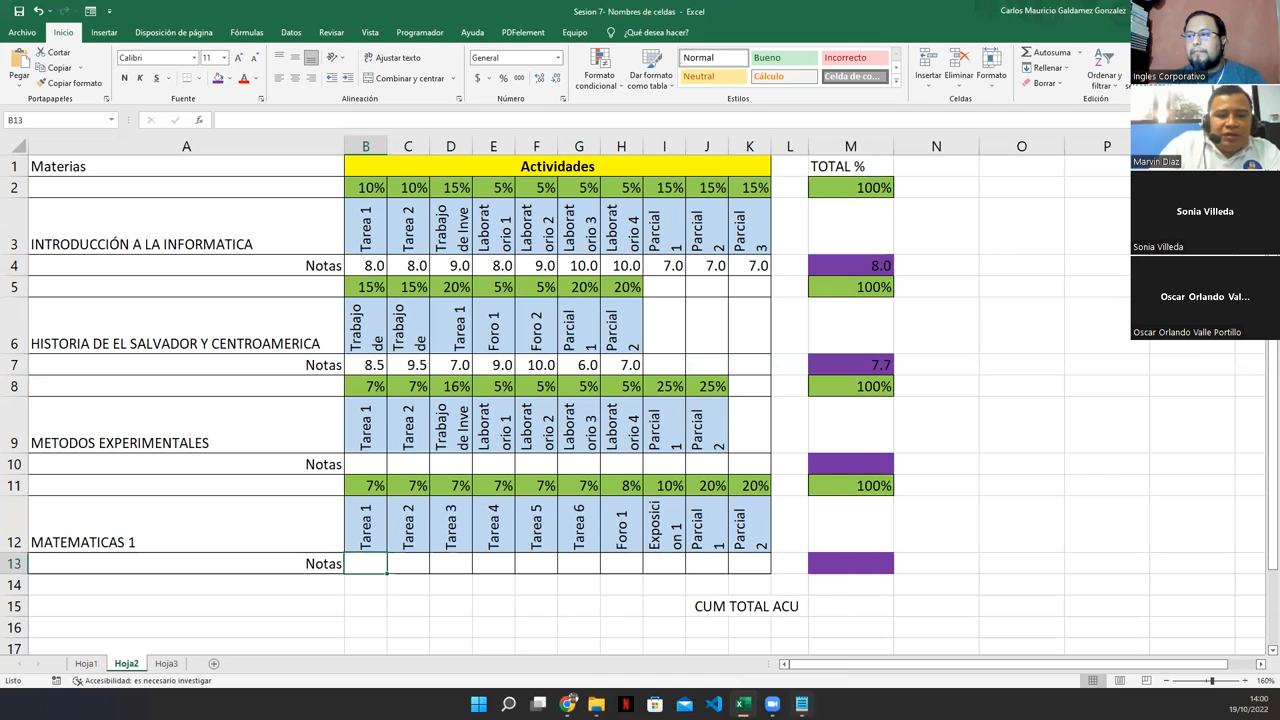 Sesion 7- Nombres de celdas - Excel
Carlos Mauricio Galdamez Gonzalez
Archivo Inicio Insertar Disposición de página Fórmulas Datos Revisar Vista Programador Ayuda PDFelement Equipo ¿Qué desea hacer?
Pegar
Cortar
Copiar
Copiar formato
Portapapeles
Calibri 11
N K S
Fuente
Ajustar texto
Combinar y centrar
Alineación
General
$ % 000
Número
Formato condicional
Dar formato como tabla
Normal Bueno Incorrecto
Neutral Cálculo Celda de co...
Estilos
Insertar Eliminar Formato
Celdas
Autosuma
Rellenar
Borrar
Ordenar y filtrar
Edición
B13 fx
A B C D E F G H I J K L M N O P
1 Materias Actividades TOTAL %
2 10% 10% 15% 5% 5% 5% 5% 15% 15% 15% 100%
3 INTRODUCCIÓN A LA INFORMATICA Tarea 1 Tarea 2 Trabajo de Inve Laborat orio 1 Laborat orio 2 Laborat orio 3 Laborat orio 4 Parcial 1 Parcial 2 Parcial 3
4 Notas 8.0 8.0 9.0 8.0 9.0 10.0 10.0 7.0 7.0 7.0 8.0
5 15% 15% 20% 5% 5% 20% 20% 100%
6 HISTORIA DE EL SALVADOR Y CENTROAMERICA Trabajo de Trabajo de Tarea 1 Foro 1 Foro 2 Parcial 1 Parcial 2
7 Notas 8.5 9.5 7.0 9.0 10.0 6.0 7.0 7.7
8 7% 7% 16% 5% 5% 5% 5% 25% 25% 100%
9 METODOS EXPERIMENTALES Tarea 1 Tarea 2 Trabajo de Inve Laborat orio 1 Laborat orio 2 Laborat orio 3 Laborat orio 4 Parcial 1 Parcial 2
10 Notas
11 7% 7% 7% 7% 7% 7% 8% 10% 20% 20% 100%
12 MATEMATICAS 1 Tarea 1 Tarea 2 Tarea 3 Tarea 4 Tarea 5 Tarea 6 Foro 1 Exposici on 1 Parcial 1 Parcial 2
13 Notas
14
15 CUM TOTAL ACU
16
17
Hoja1 Hoja2 Hoja3
Listo Accesibilidad: es necesario investigar 160%
14:00
19/10/2022
Ingles Corporativo
Marvin Diaz
Sonia Villeda
Sonia Villeda
Oscar Orlando Val...
Oscar Orlando Valle Portillo